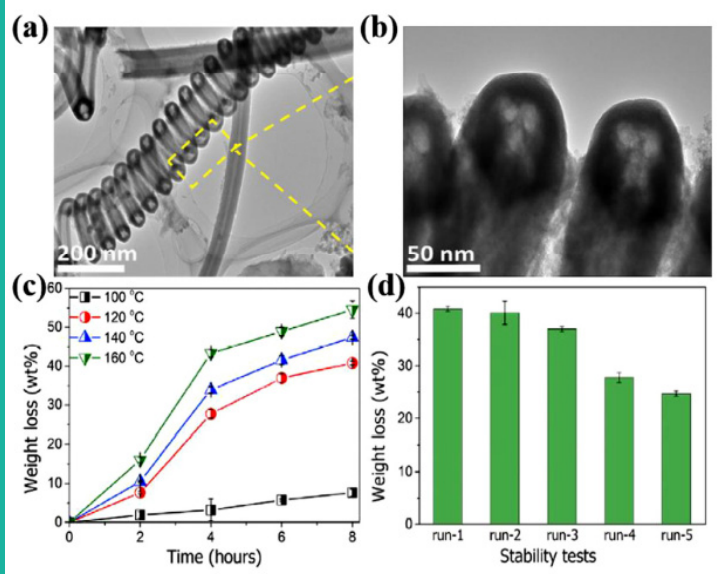 (a)
200 nm
(b)
50 nm
(c)
100 °C
120 °C
140 °C
160 °C
Weight loss (wt%)
60
50
40
30
20
10
0
0 2 4 6 8
Time (hours)
(d)
Weight loss (wt%)
40
30
20
10
0
run-1 run-2 run-3 run-4 run-5
Stability tests